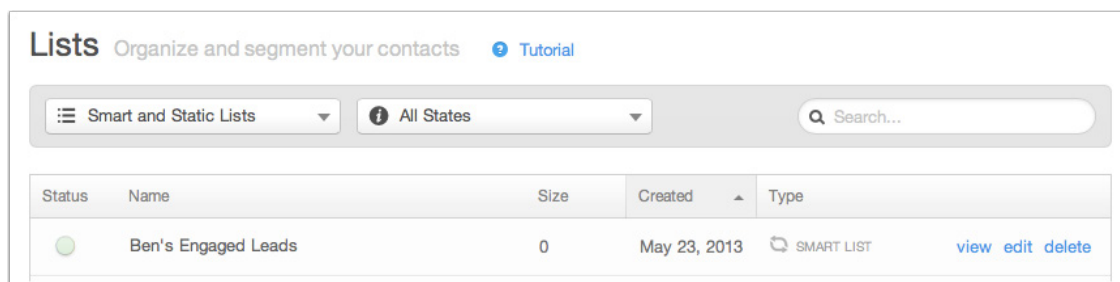 Lists Organize and segment your contacts ? Tutorial
Smart and Static Lists All States Search...
Status Name Size Created Type
Ben's Engaged Leads 0 May 23, 2013 SMART LIST view edit delete